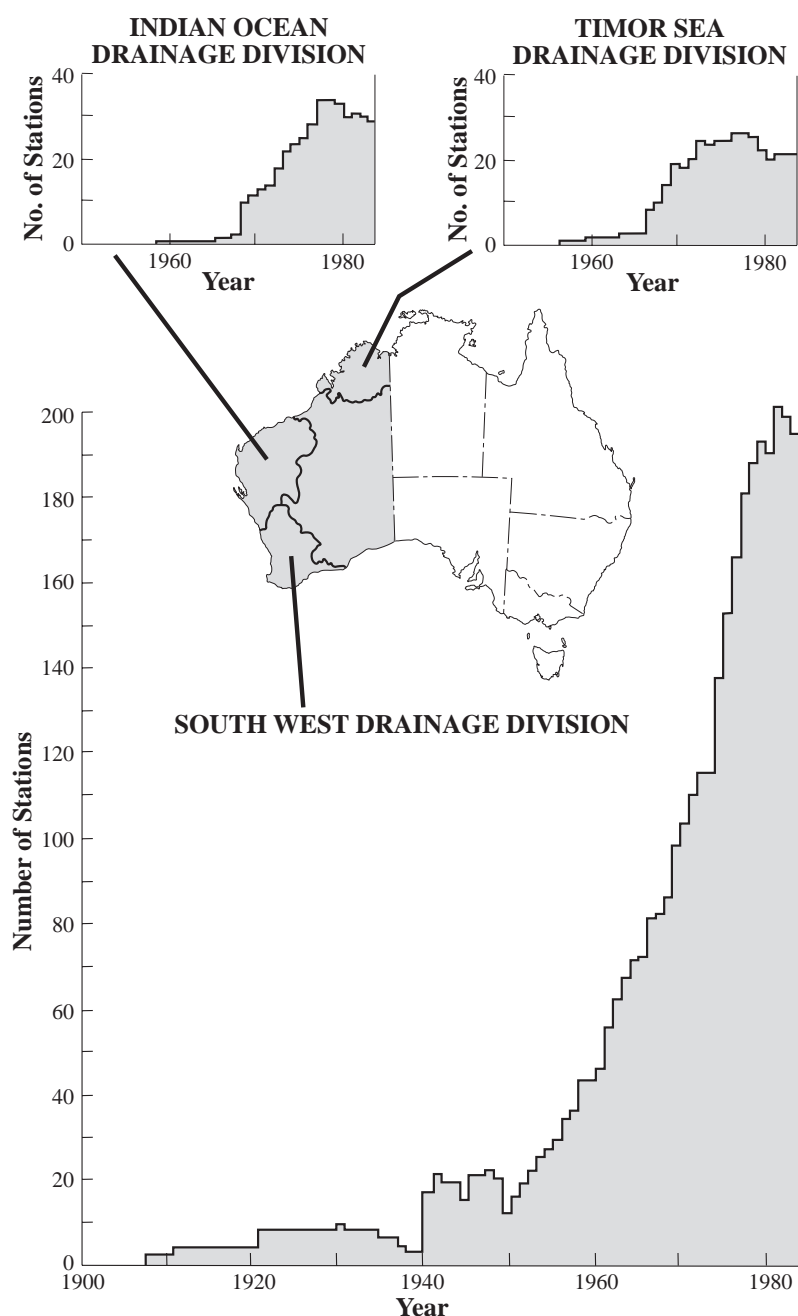 INDIAN OCEAN
DRAINAGE DIVISION
No. of Stations
40
20
0
1960
1980
Year
TIMOR SEA
DRAINAGE DIVISION
No. of Stations
40
20
0
1960
1980
Year
SOUTH WEST DRAINAGE DIVISION
Number of Stations
200
180
170
160
140
120
100
80
60
40
20
0
1900
1920
1940
1960
1980
Year